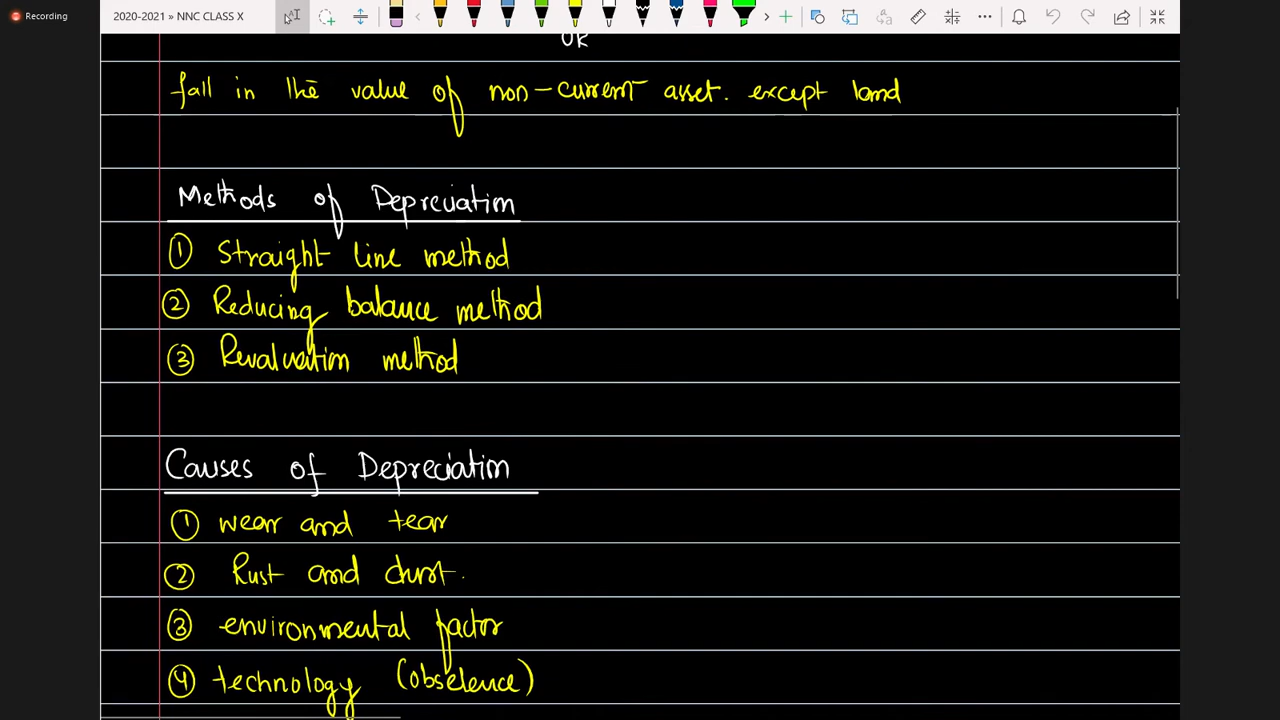 Recording
2020-2021 » NNC CLASS X
OR
fall in the value of non-current asset. except land
Methods of Depreciation
① Straight line method
② Reducing balance method
③ Revaluation method
Causes of Depreciation
① wear and tear
② Rust and dust.
③ environmental factor
④ technology (obselence)